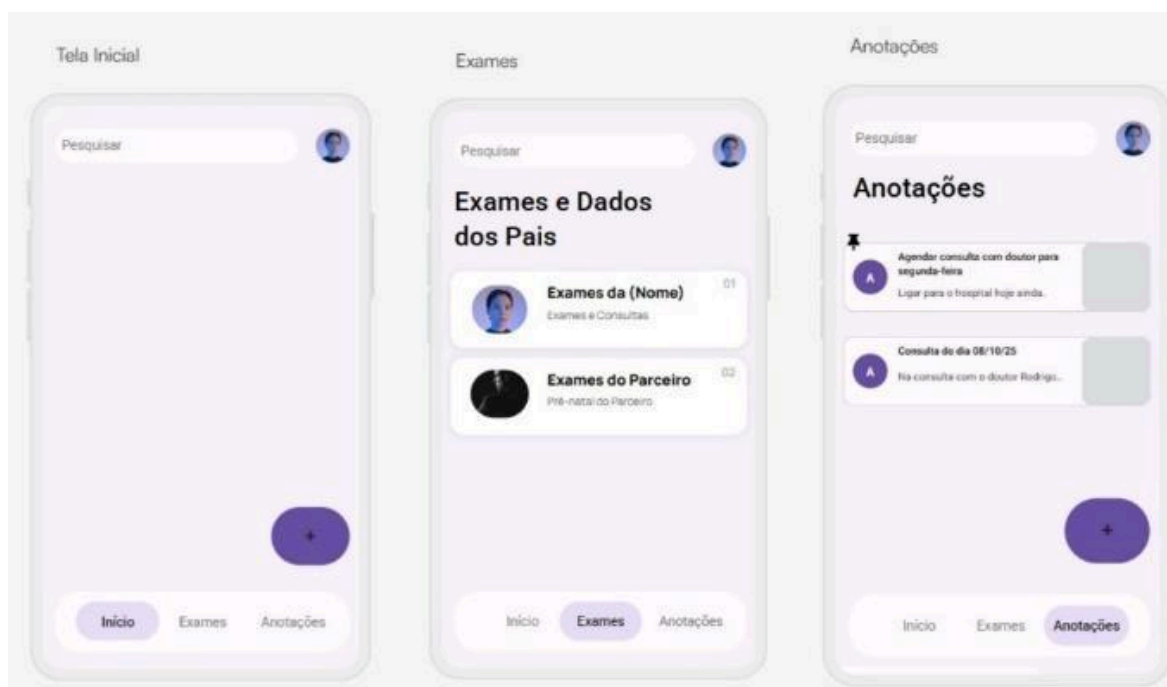 Tela Inicial
Pesquisar
+
Início Exames Anotações
Exames
Pesquisar
Exames e Dados
dos Pais
Exames da (Nome)
01
Exames e Consultas
Exames do Parceiro
02
Pré-natal do Parceiro
Início Exames Anotações
Anotações
Pesquisar
Anotações
A
Agendar consulta com doutor para
segunda-feira
Ligar para o hospital hoje ainda.
A
Consulta do dia 08/10/25
Na consulta com o doutor Rodrigo...
+
Início Exames Anotações